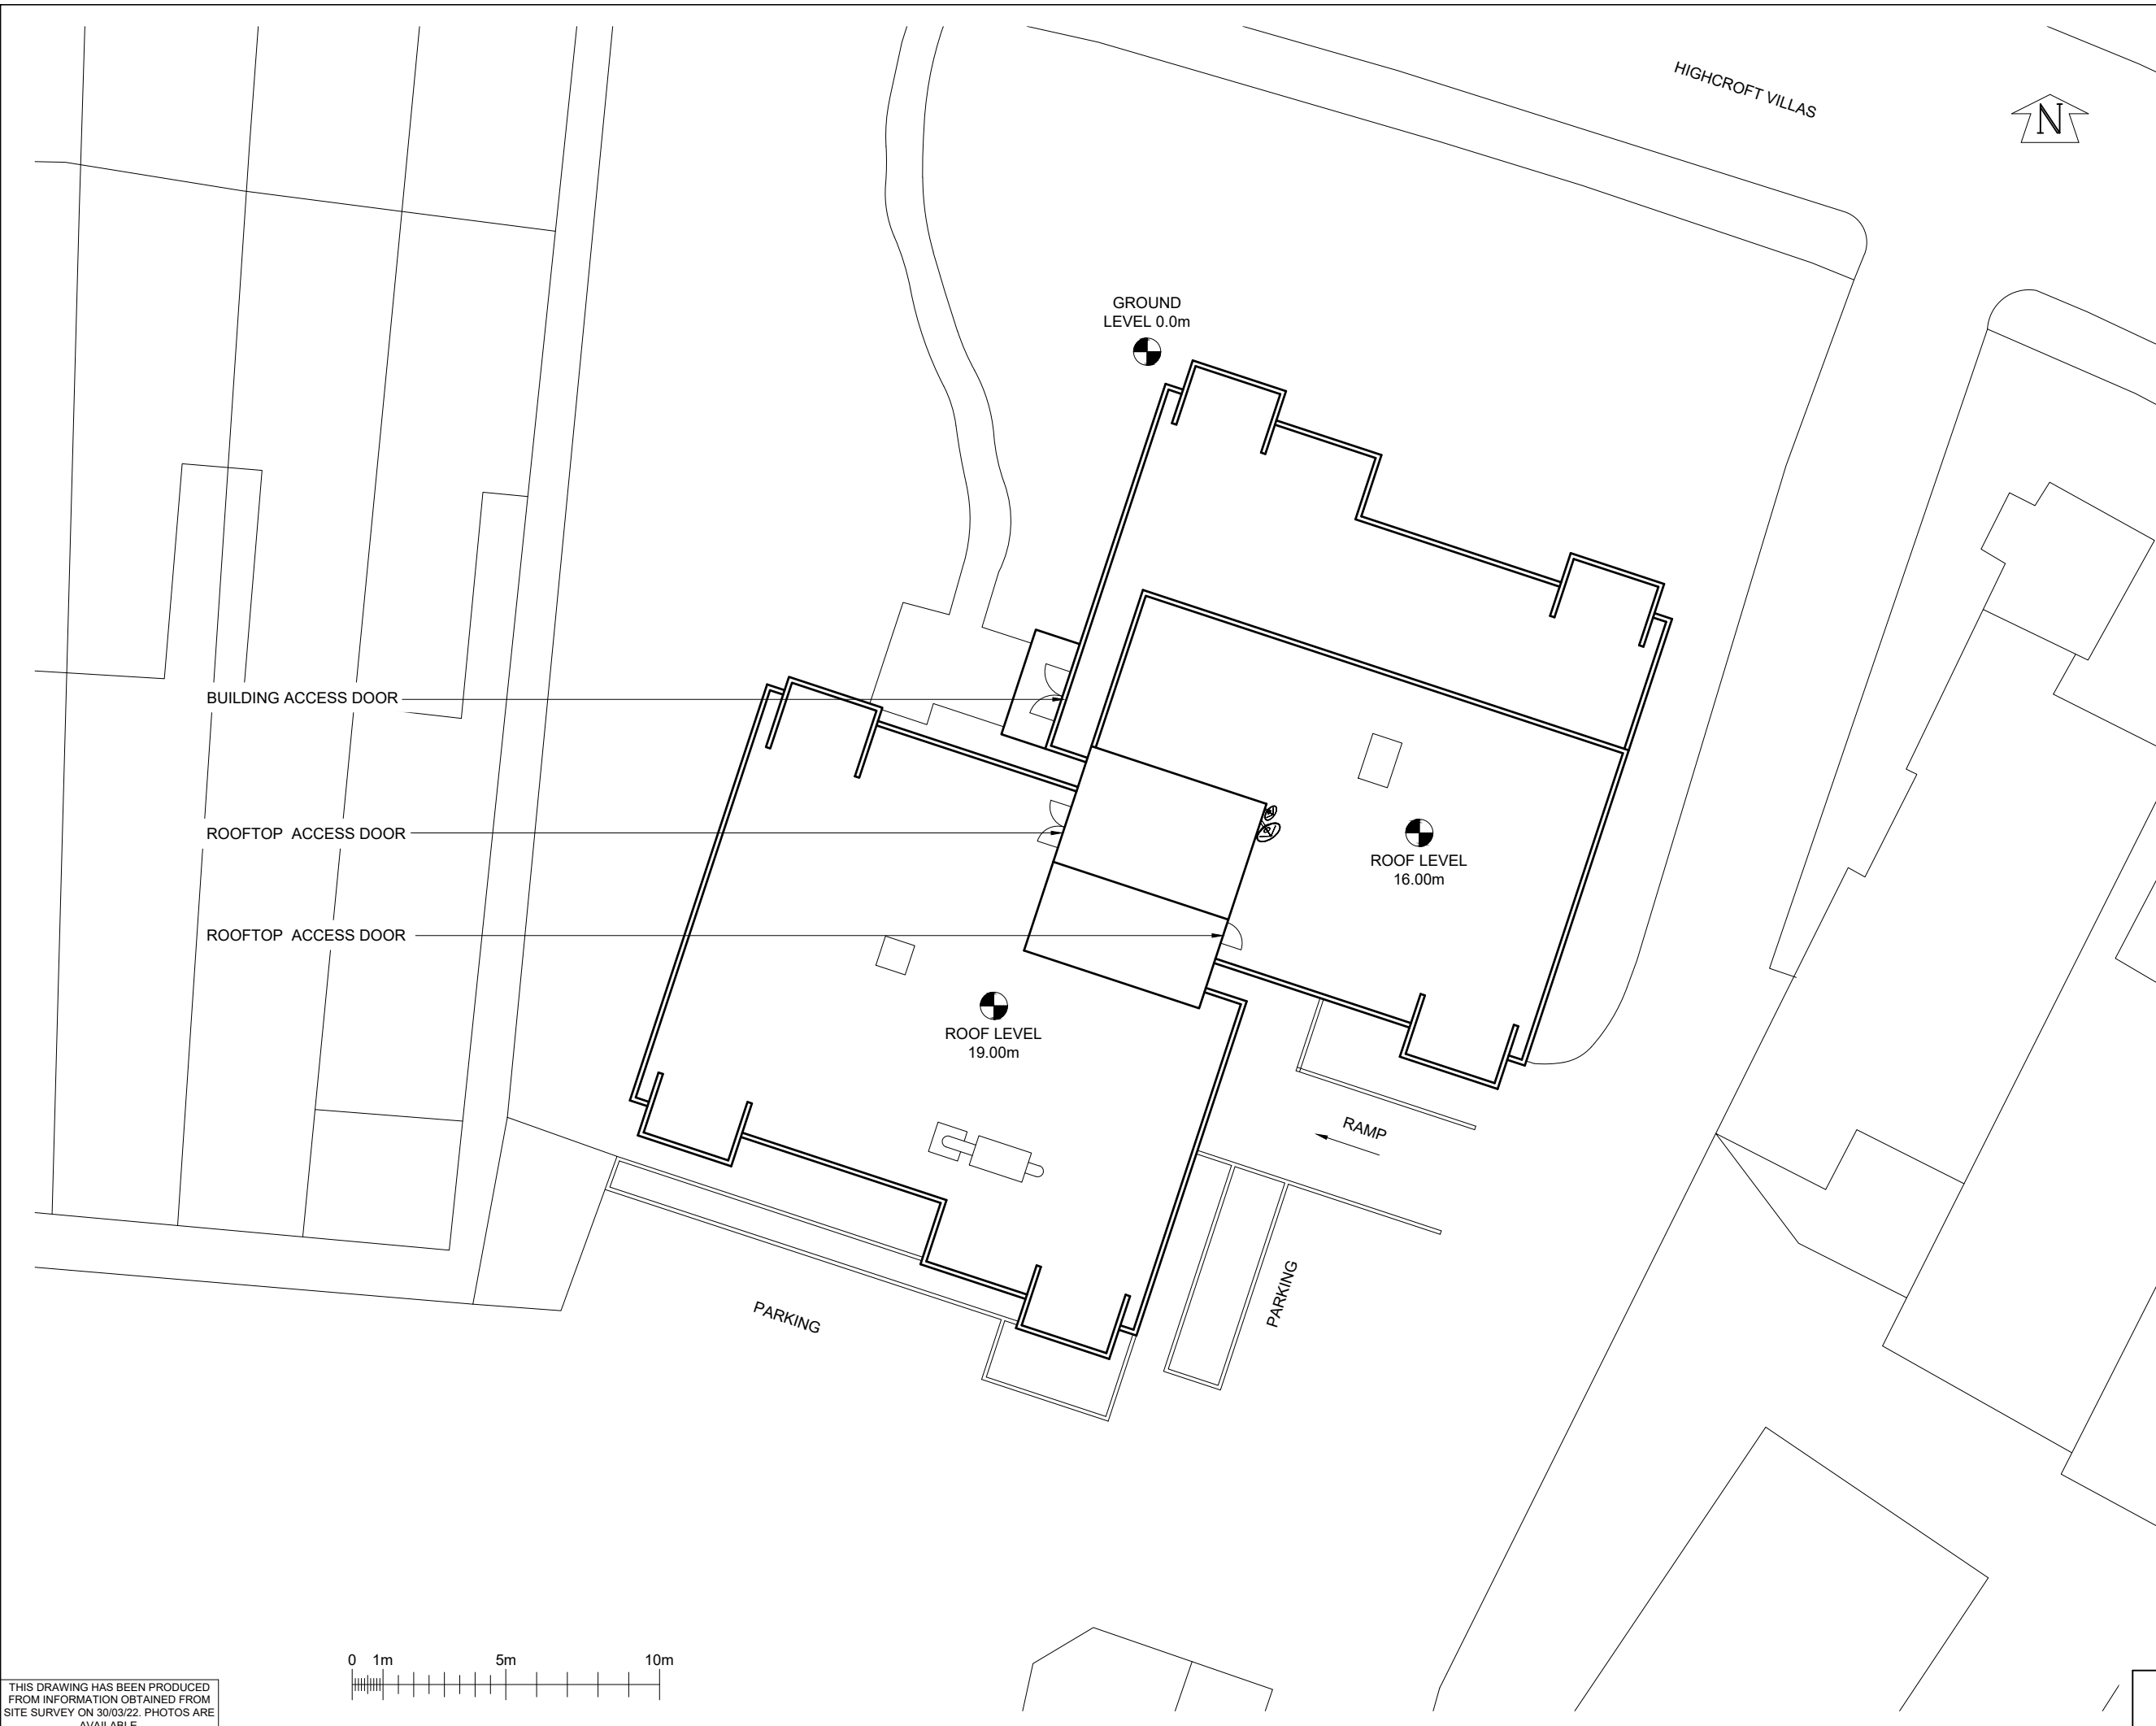 HIGHCROFT VILLAS
N
GROUND
LEVEL 0.0m
BUILDING ACCESS DOOR
ROOFTOP  ACCESS DOOR
ROOF LEVEL
16.00m
ROOFTOP  ACCESS DOOR
ROOF LEVEL
19.00m
RAMP
PARKING
PARKING
0 1m 5m 10m
THIS DRAWING HAS BEEN PRODUCED
FROM INFORMATION OBTAINED FROM
SITE SURVEY ON 30/03/22. PHOTOS ARE
AVAILABLE